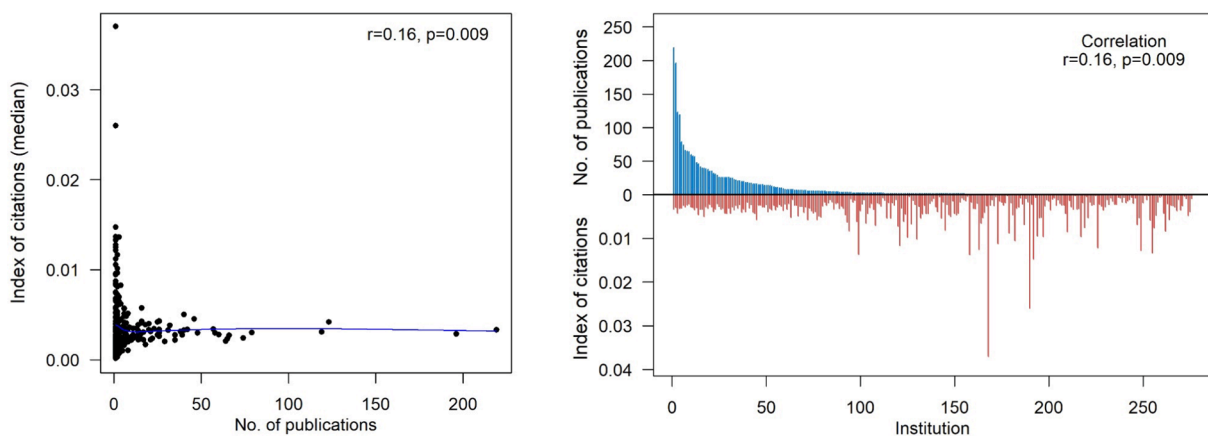 r=0.16, p=0.009
Index of citations (median)
0.03
0.02
0.01
0.00
0 50 100 150 200
No. of publications
Correlation
r=0.16, p=0.009
No. of publications
250
200
150
100
50
0
Index of citations
0.01
0.02
0.03
0.04
0 50 100 150 200 250
Institution